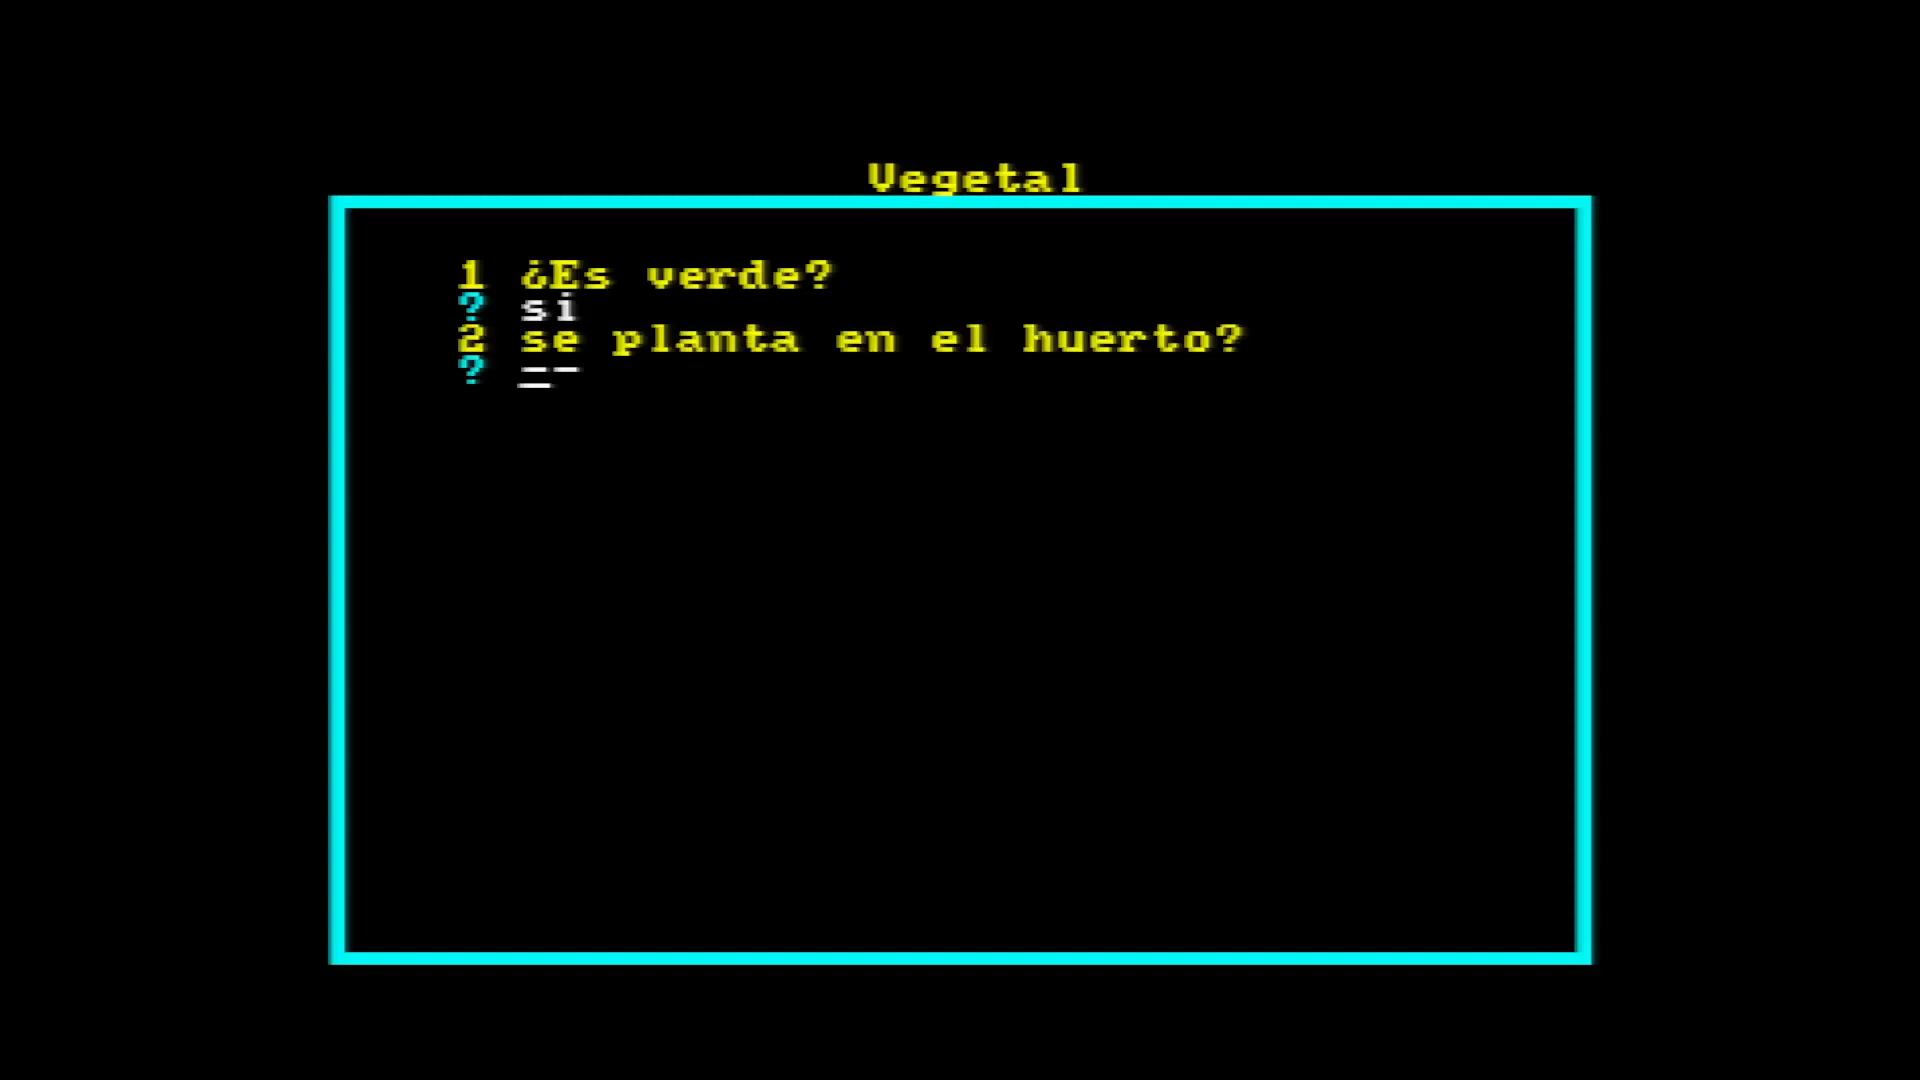 Vegetal
1 ¿Es verde?
? si
2 se planta en el huerto?
? --